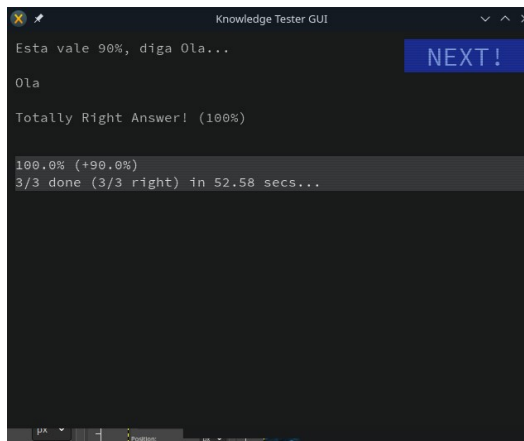 Knowledge Tester GUI
Esta vale 90%, diga Ola...
NEXT!
Ola
Totally Right Answer! (100%)
100.0% (+90.0%)
3/3 done (3/3 right) in 52.58 secs...
px
Position:
px